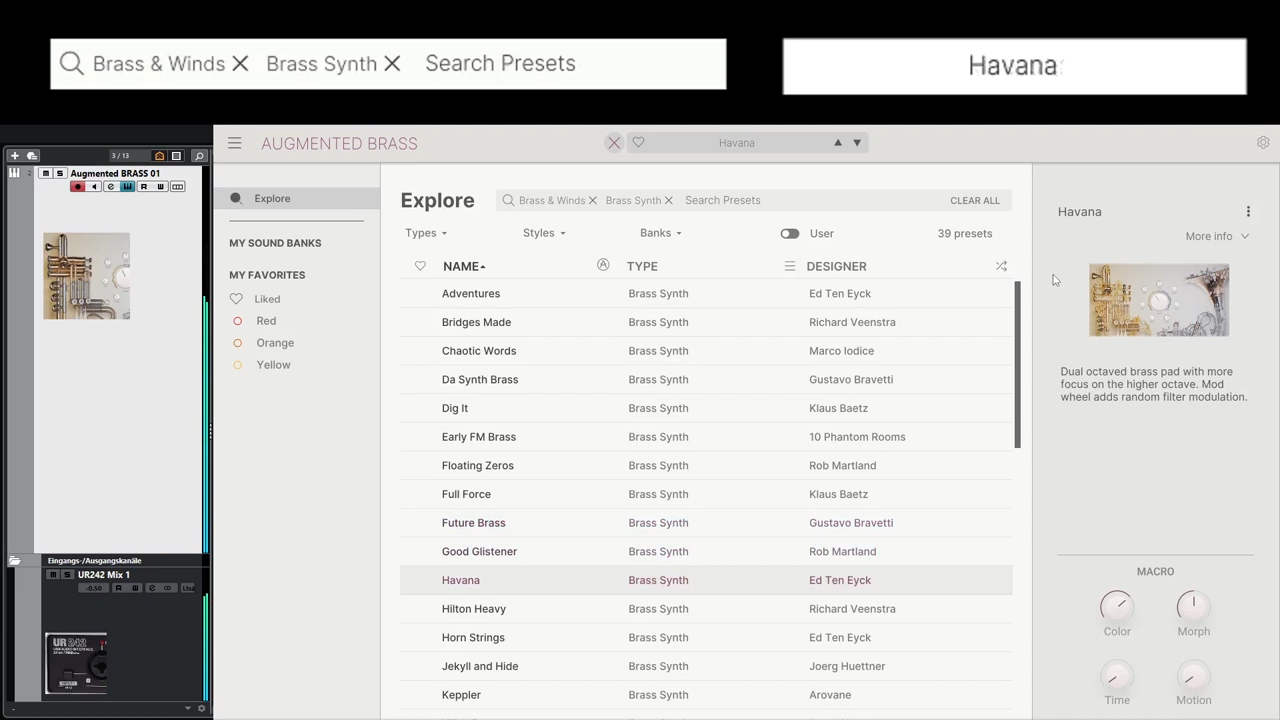 Brass & Winds Brass Synth Search Presets
Havana
3 / 13
AUGMENTED BRASS
Havana
2
M S Augmented BRASS 01
R W
Explore
MY SOUND BANKS
MY FAVORITES
Liked
Red
Orange
Yellow
Eingangs-/Ausgangskanäle
M S UR242 Mix 1
R W
UR242
Explore
Brass & Winds Brass Synth Search Presets CLEAR ALL
Types Styles Banks User 39 presets
NAME TYPE DESIGNER
Adventures Brass Synth Ed Ten Eyck
Bridges Made Brass Synth Richard Veenstra
Chaotic Words Brass Synth Marco Iodice
Da Synth Brass Brass Synth Gustavo Bravetti
Dig It Brass Synth Klaus Baetz
Early FM Brass Brass Synth 10 Phantom Rooms
Floating Zeros Brass Synth Rob Martland
Full Force Brass Synth Klaus Baetz
Future Brass Brass Synth Gustavo Bravetti
Good Glistener Brass Synth Rob Martland
Havana Brass Synth Ed Ten Eyck
Hilton Heavy Brass Synth Richard Veenstra
Horn Strings Brass Synth Ed Ten Eyck
Jekyll and Hide Brass Synth Joerg Huettner
Keppler Brass Synth Arovane
Havana
More info
Dual octaved brass pad with more
focus on the higher octave. Mod
wheel adds random filter modulation.
MACRO
Color Morph
Time Motion